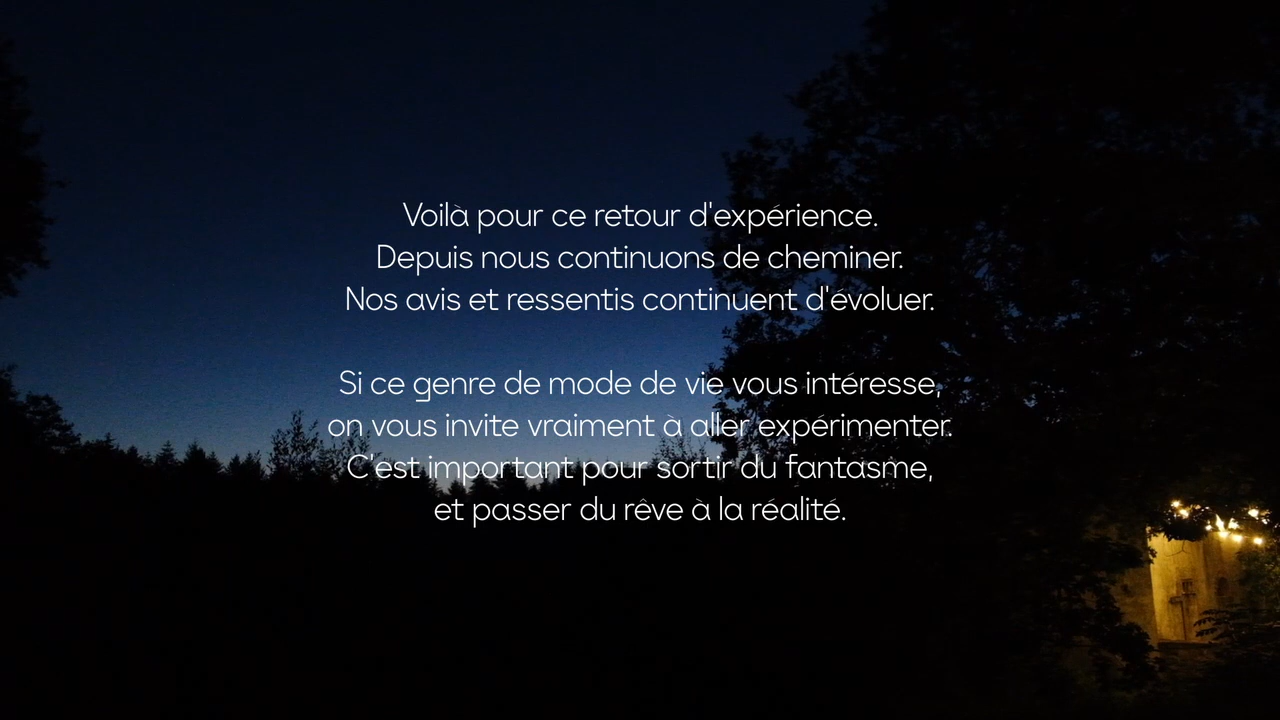 Voilà pour ce retour d'expérience.
Depuis nous continuons de cheminer.
Nos avis et ressentis continuent d'évoluer.
Si ce genre de mode de vie vous intéresse,
on vous invite vraiment à aller expérimenter.
C'est important pour sortir du fantasme,
et passer du rêve à la réalité.